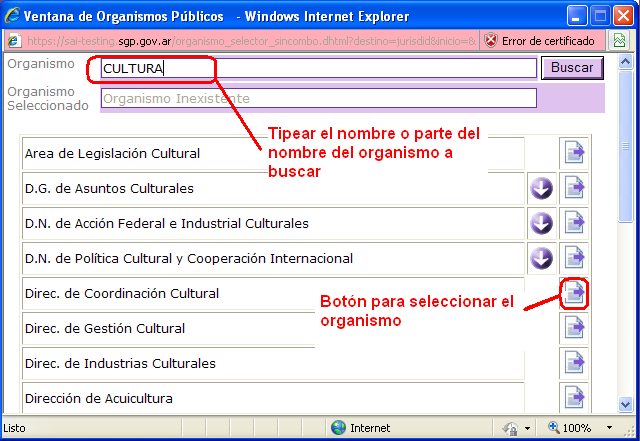 Ventana de Organismos Públicos - Windows Internet Explorer
https://sai-testing.sgp.gov.ar/organismo_selector_sincombo.dhtml?destino=jurisdid&inicio=&
Error de certificado
Organismo
CULTURA
Buscar
Organismo
Seleccionado
Organismo Inexistente
Tipear el nombre o parte del
nombre del organismo a
buscar
Area de Legislación Cultural
D.G. de Asuntos Culturales
D.N. de Acción Federal e Industrial Culturales
D.N. de Política Cultural y Cooperación Internacional
Direc. de Coordinación Cultural
Botón para seleccionar el
organismo
Direc. de Gestión Cultural
Direc. de Industrias Culturales
Dirección de Acuicultura
Listo
Internet
100%